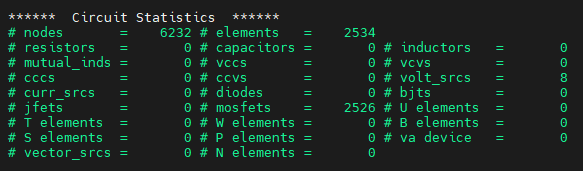 ****** Circuit Statistics ******
# nodes       =    6232 # elements   =    2534
# resistors   =       0 # capacitors =       0 # inductors   =       0
# mutual_inds =       0 # vccs       =       0 # vcvs        =       0
# cccs        =       0 # ccvs       =       0 # volt_srcs   =       8
# curr_srcs   =       0 # diodes     =       0 # bjts        =       0
# jfets       =       0 # mosfets    =    2526 # U elements  =       0
# T elements  =       0 # W elements =       0 # B elements  =       0
# S elements  =       0 # P elements =       0 # va device   =       0
# vector_srcs =       0 # N elements =       0